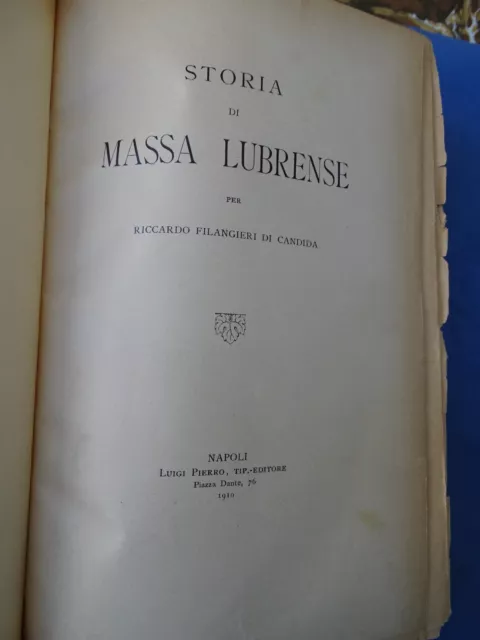 STORIA
DI
MASSA LUBRENSE
PER
RICCARDO FILANGIERI DI CANDIDA
NAPOLI
LUIGI PIERRO, TIP.-EDITORE
Piazza Dante, 76
1910